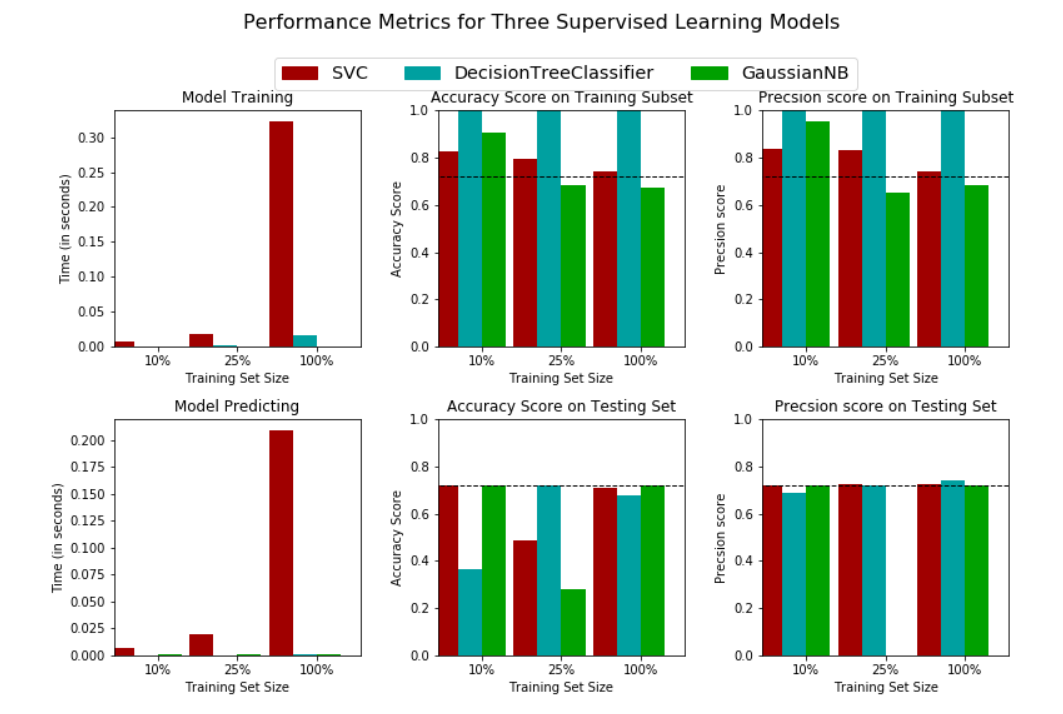 Performance Metrics for Three Supervised Learning Models
SVC DecisionTreeClassifier GaussianNB
Model Training
Time (in seconds)
0.30
0.25
0.20
0.15
0.10
0.05
0.00
10% 25% 100%
Training Set Size
Accuracy Score on Training Subset
Accuracy Score
1.0
0.8
0.6
0.4
0.2
0.0
10% 25% 100%
Training Set Size
Precsion score on Training Subset
Precsion score
1.0
0.8
0.6
0.4
0.2
0.0
10% 25% 100%
Training Set Size
Model Predicting
Time (in seconds)
0.200
0.175
0.150
0.125
0.100
0.075
0.050
0.025
0.000
10% 25% 100%
Training Set Size
Accuracy Score on Testing Set
Accuracy Score
1.0
0.8
0.6
0.4
0.2
0.0
10% 25% 100%
Training Set Size
Precsion score on Testing Set
Precsion score
1.0
0.8
0.6
0.4
0.2
0.0
10% 25% 100%
Training Set Size